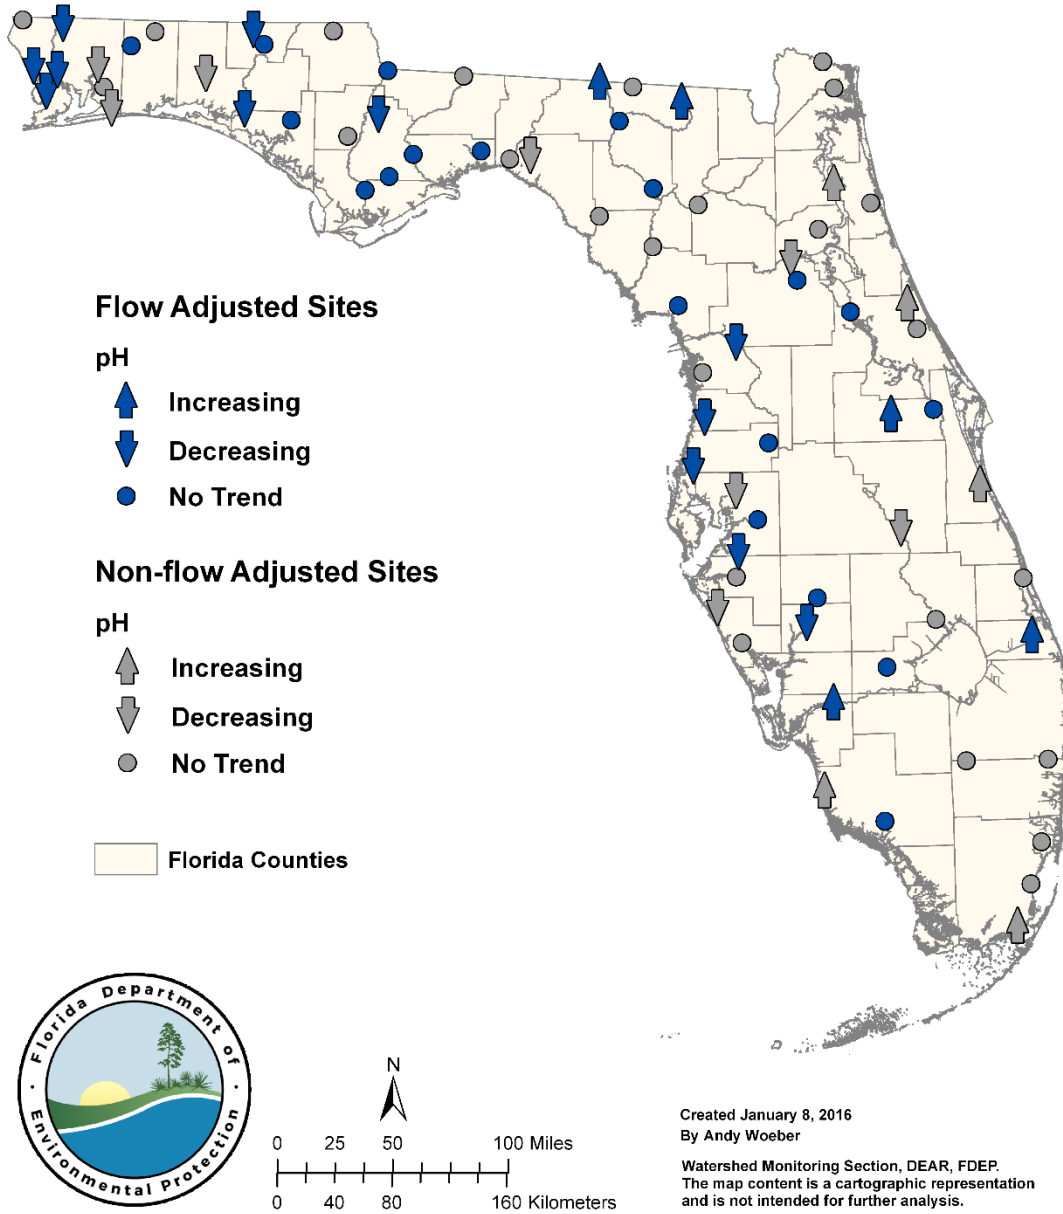 Flow Adjusted Sites
pH
Increasing
Decreasing
No Trend
Non-flow Adjusted Sites
pH
Increasing
Decreasing
No Trend
Florida Counties
Florida Department of
Environmental Protection
N
0 25 50 100 Miles
0 40 80 160 Kilometers
Created January 8, 2016
By Andy Woeber
Watershed Monitoring Section, DEAR, FDEP.
The map content is a cartographic representation
and is not intended for further analysis.